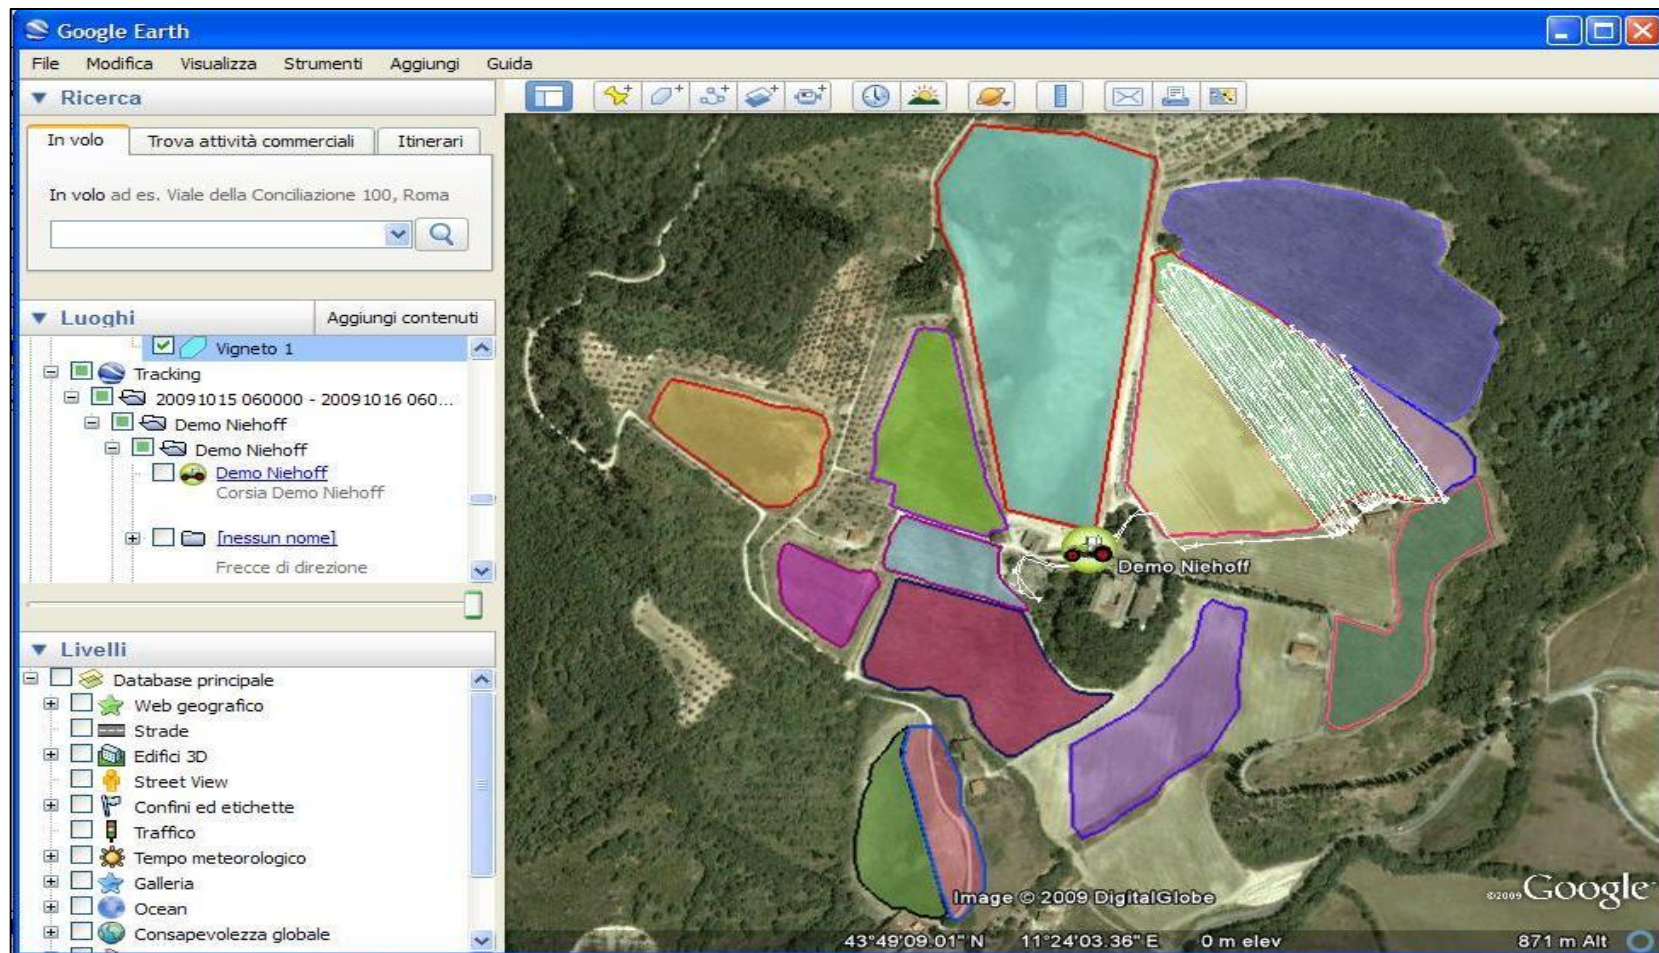 Google Earth
File Modifica Visualizza Strumenti Aggiungi Guida
Ricerca
In volo Trova attività commerciali Itinerari
In volo ad es. Viale della Conciliazione 100, Roma
Luoghi Aggiungi contenuti
Vigneto 1
Tracking
20091015 060000 - 20091016 060...
Demo Niehoff
Demo Niehoff
Demo Niehoff
Corsia Demo Niehoff
[nessun nome]
Frecce di direzione
Livelli
Database principale
Web geografico
Strade
Edifici 3D
Street View
Confini ed etichette
Traffico
Tempo meteorologico
Galleria
Ocean
Consapevolezza globale
Demo Niehoff
Image © 2009 DigitalGlobe
©2009 Google
43°49'09.01" N 11°24'03.36" E 0 m elev 871 m Alt